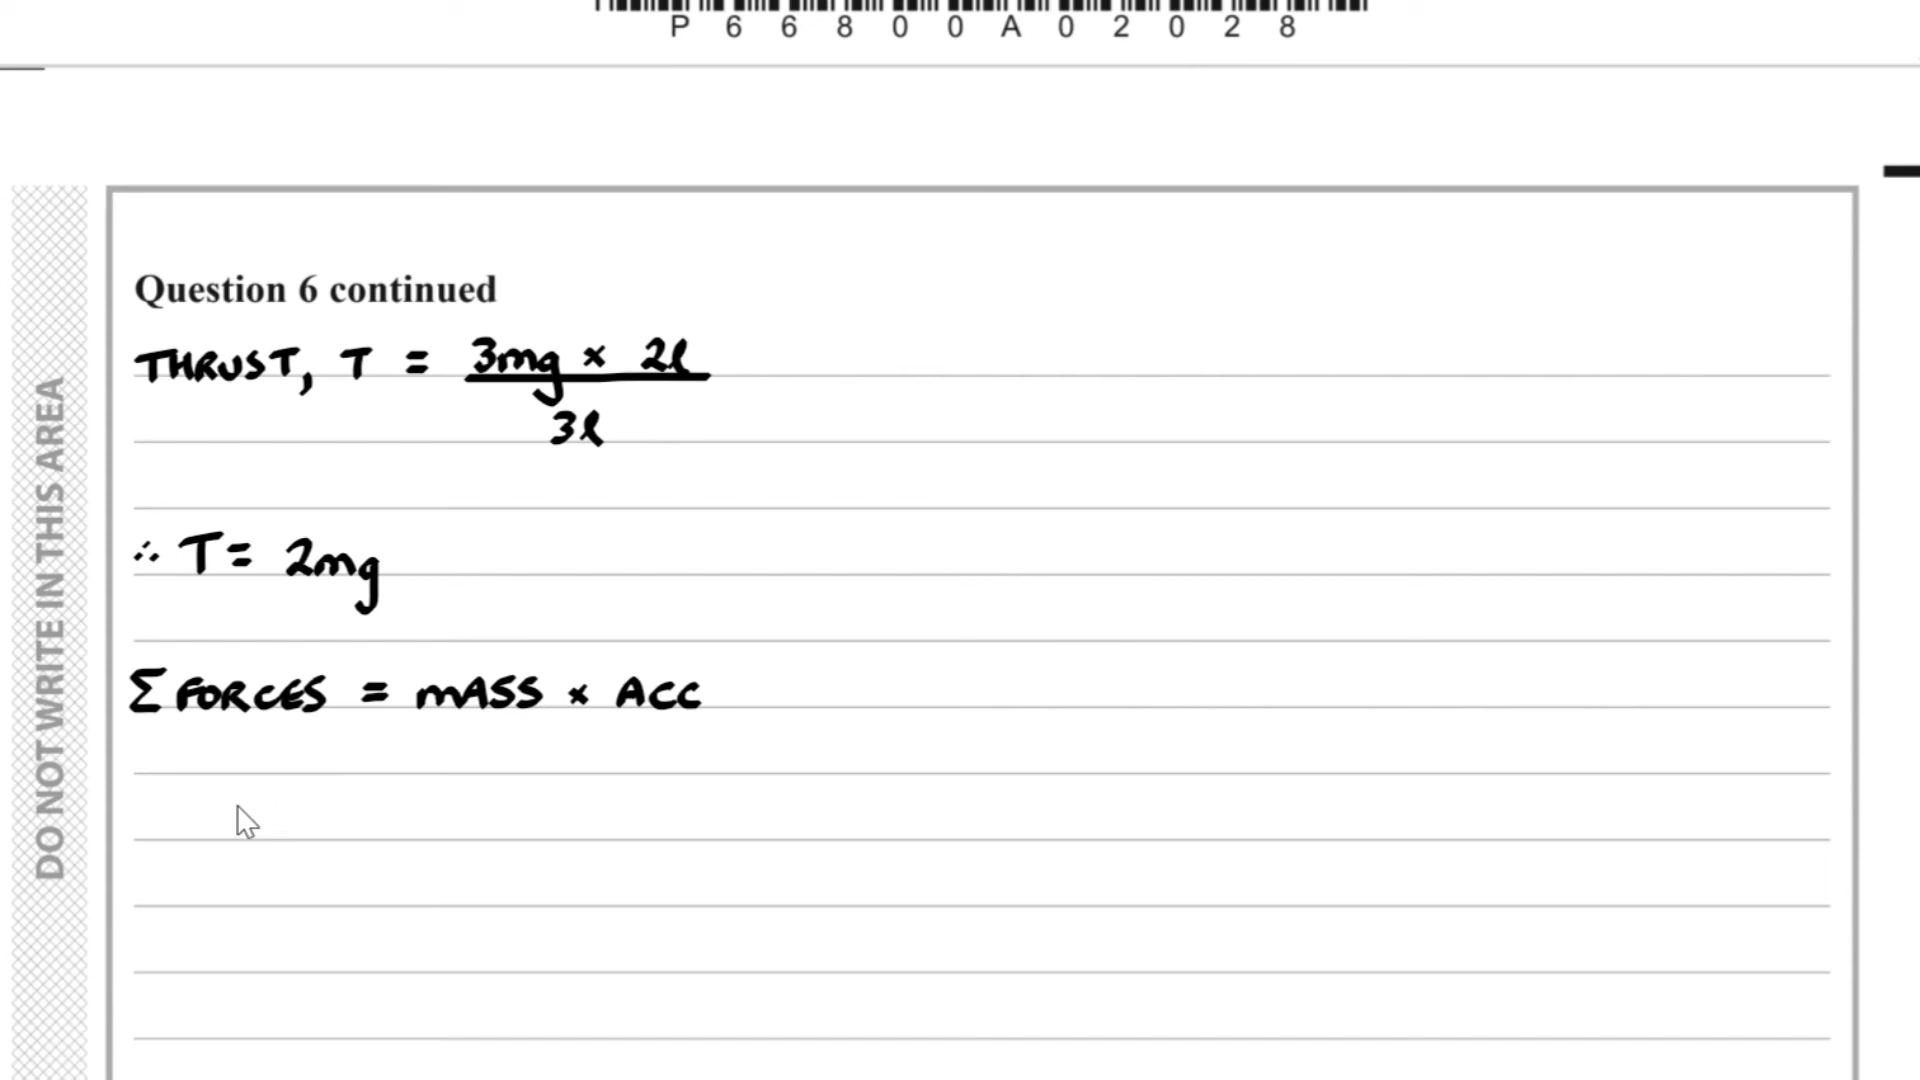 P 6 6 8 0 0 A 0 2 0 2 8
DO NOT WRITE IN THIS AREA
Question 6 continued
THRUST, T = 3mg × 2l
3l
∴ T = 2mg
Σ FORCES = MASS × ACC